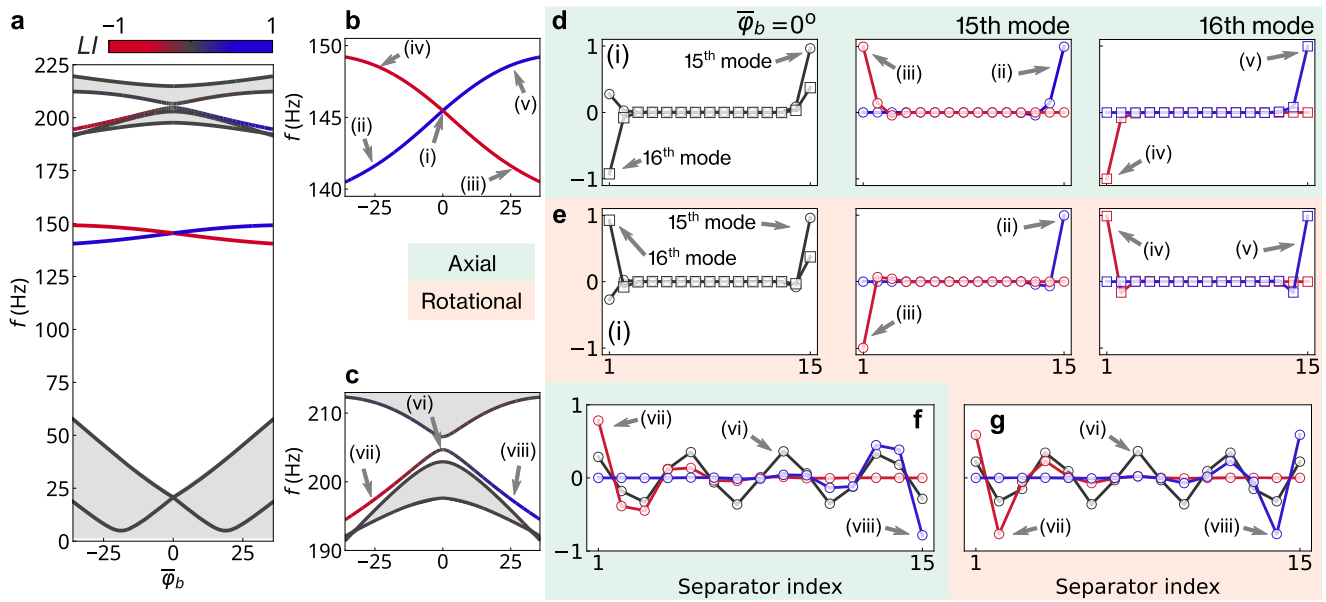 a
LI
−1
1
225
200
175
150
125
100
75
50
25
0
f (Hz)
−25
0
25
φ̅_b
b
150
145
140
f (Hz)
(iv)
(v)
(ii)
(i)
(iii)
−25
0
25
Axial
Rotational
c
210
200
190
f (Hz)
(vi)
(vii)
(viii)
−25
0
25
d
φ̅_b = 0°
15th mode
16th mode
1
0
−1
(i)
15th mode
16th mode
(iii)
(ii)
(v)
(iv)
e
1
0
−1
15th mode
16th mode
(i)
1
15
(ii)
(iii)
1
15
(iv)
(v)
1
15
f
1
0
−1
(vii)
(vi)
(viii)
1
15
Separator index
g
(vi)
(vii)
(viii)
1
15
Separator index